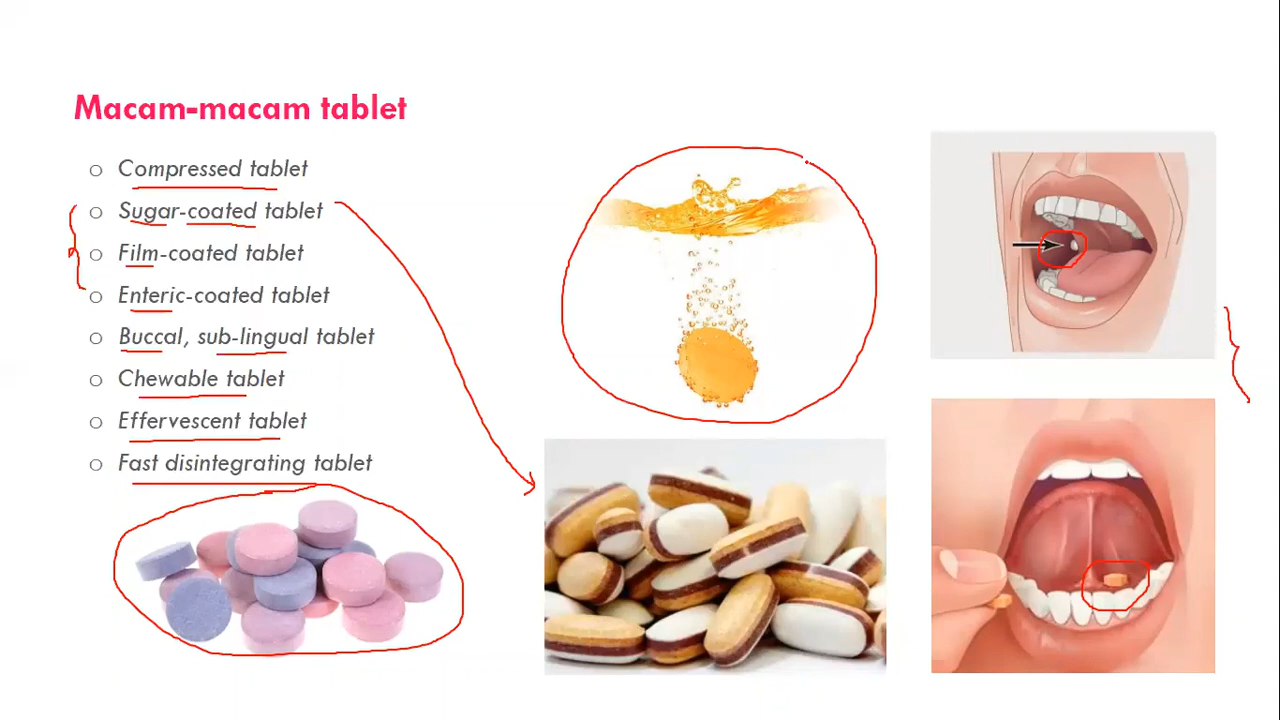 Macam-macam tablet
Compressed tablet
Sugar-coated tablet
Film-coated tablet
Enteric-coated tablet
Buccal, sub-lingual tablet
Chewable tablet
Effervescent tablet
Fast disintegrating tablet